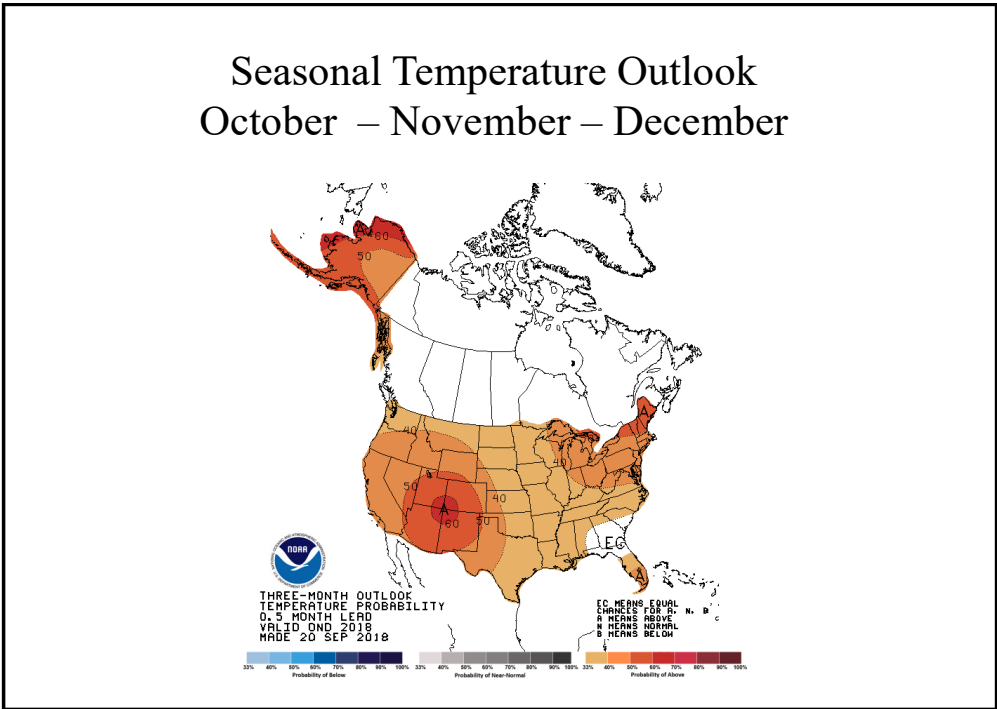 Seasonal Temperature Outlook
October – November – December
A
60
50
A
40
40
50
40
A
60
50
EC
A
NOAA
THREE-MONTH OUTLOOK
TEMPERATURE PROBABILITY
0.5 MONTH LEAD
VALID OND 2018
MADE 20 SEP 2018
EC MEANS EQUAL
CHANCES FOR A, N, B
A MEANS ABOVE
N MEANS NORMAL
B MEANS BELOW
33% 40% 50% 60% 70% 80% 90% 100%
Probability of Below
33% 40% 50% 60% 70% 80% 90% 100%
Probability of Near-Normal
33% 40% 50% 60% 70% 80% 90% 100%
Probability of Above